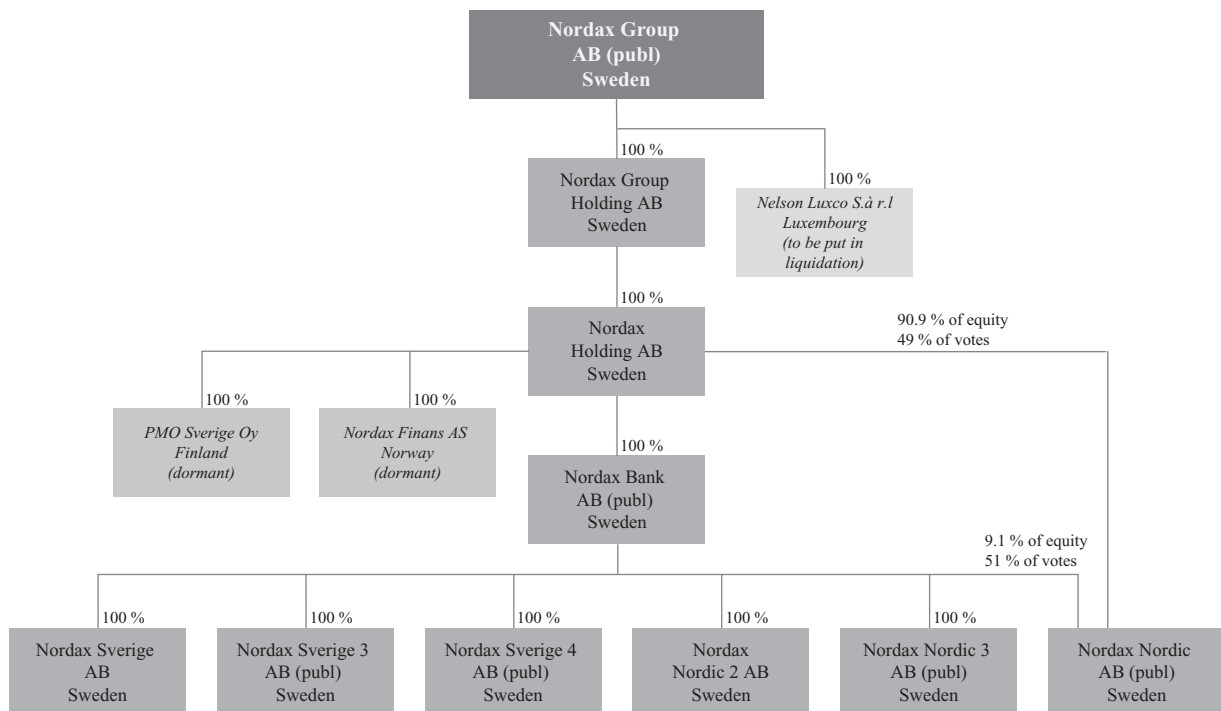 Nordax Group
AB (publ)
Sweden
100 %
100 %
Nordax Group
Holding AB
Sweden
Nelson Luxco S.à r.l
Luxembourg
(to be put in
liquidation)
100 %
Nordax
Holding AB
Sweden
90.9 % of equity
49 % of votes
100 %
100 %
PMO Sverige Oy
Finland
(dormant)
Nordax Finans AS
Norway
(dormant)
100 %
Nordax Bank
AB (publ)
Sweden
9.1 % of equity
51 % of votes
100 %
100 %
100 %
100 %
100 %
Nordax Sverige
AB
Sweden
Nordax Sverige 3
AB (publ)
Sweden
Nordax Sverige 4
AB (publ)
Sweden
Nordax
Nordic 2 AB
Sweden
Nordax Nordic 3
AB (publ)
Sweden
Nordax Nordic
AB (publ)
Sweden